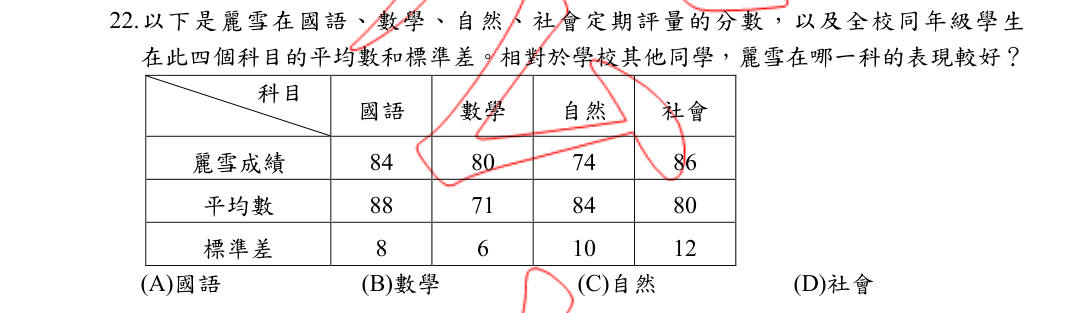 22.以下是麗雪在國語、數學、自然、社會定期評量的分數，以及全校同年級學生
在此四個科目的平均數和標準差。相對於學校其他同學，麗雪在哪一科的表現較好？
科目 國語 數學 自然 社會
麗雪成績 84 80 74 86
平均數 88 71 84 80
標準差 8 6 10 12
(A)國語 (B)數學 (C)自然 (D)社會